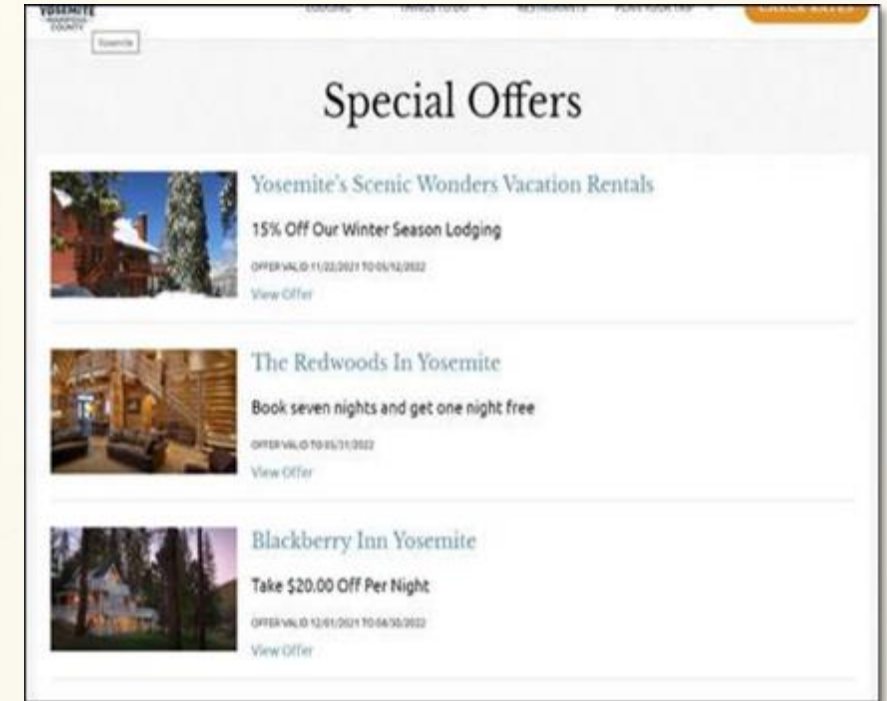 YOSEMITE
MARIPOSA
COUNTY
LODGING THINGS TO DO RESTAURANTS PLAN YOUR TRIP CHECK RATES
Yosemite
Special Offers
Yosemite's Scenic Wonders Vacation Rentals
15% Off Our Winter Season Lodging
OFFER VALID 11/22/2021 TO 05/12/2022
View Offer
The Redwoods In Yosemite
Book seven nights and get one night free
OFFER VALID TO 05/31/2022
View Offer
Blackberry Inn Yosemite
Take $20.00 Off Per Night
OFFER VALID 12/01/2021 TO 04/30/2022
View Offer